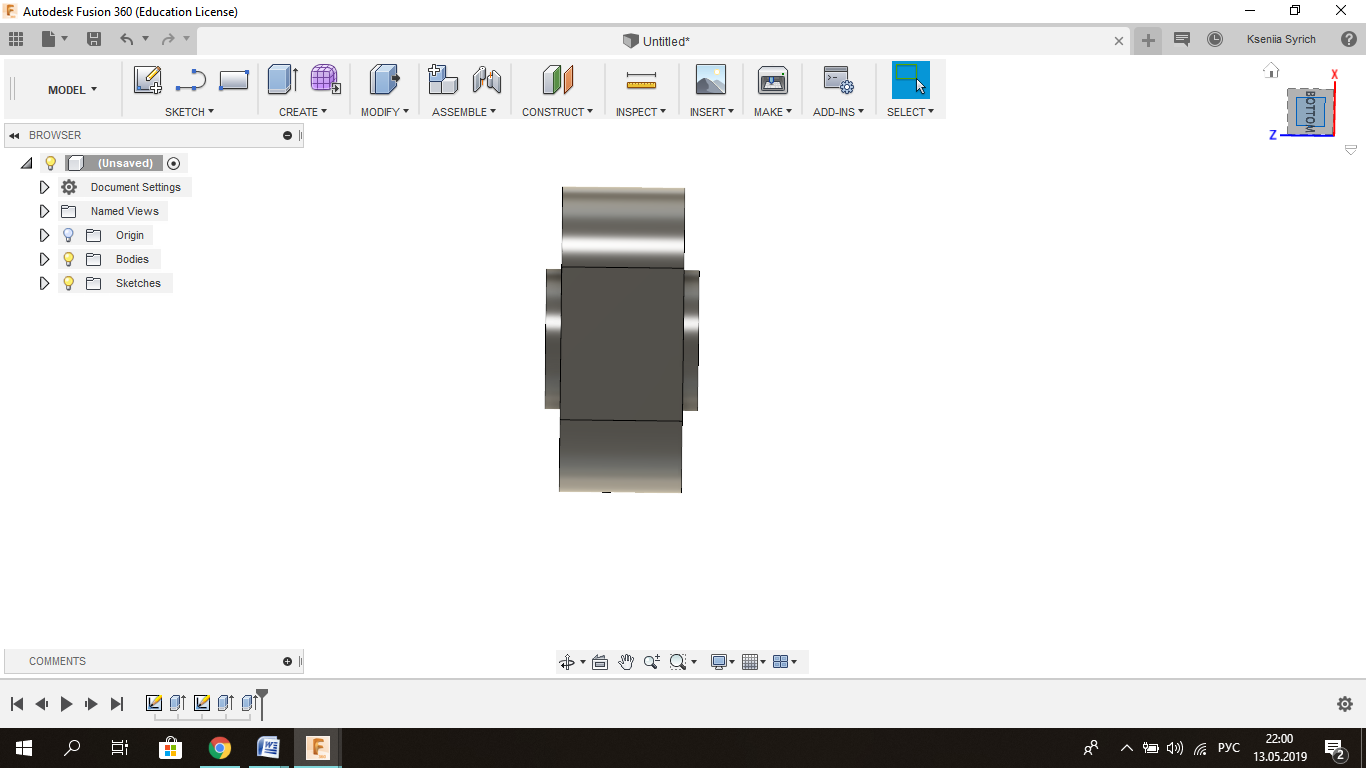 Autodesk Fusion 360 (Education License)
Untitled*
Kseniia Syrich
MODEL
SKETCH
CREATE
MODIFY
ASSEMBLE
CONSTRUCT
INSPECT
INSERT
MAKE
ADD-INS
SELECT
X
BOTTOM
Z
BROWSER
(Unsaved)
Document Settings
Named Views
Origin
Bodies
Sketches
COMMENTS
РУС
22:00
13.05.2019
2